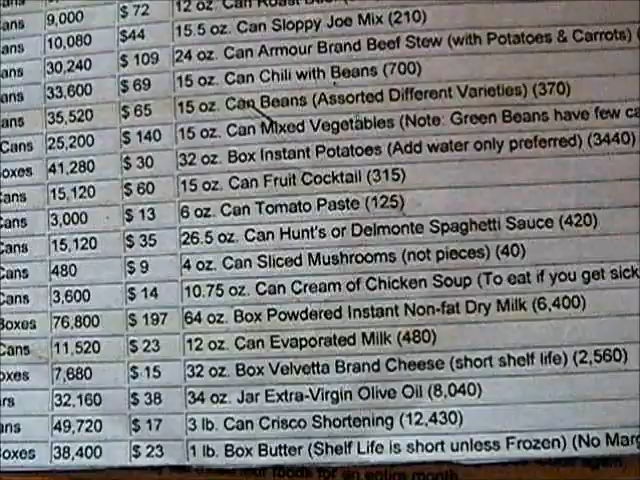 ans 9,000 $ 72 12 oz. Can Roast
ans 10,080 $44 15.5 oz. Can Sloppy Joe Mix (210)
ans 30,240 $ 109 24 oz. Can Armour Brand Beef Stew (with Potatoes & Carrots) (
ans 33,600 $ 69 15 oz. Can Chili with Beans (700)
ans 35,520 $ 65 15 oz. Can Beans (Assorted Different Varieties) (370)
Cans 25,200 $ 140 15 oz. Can Mixed Vegetables (Note: Green Beans have few ca
oxes 41,280 $ 30 32 oz. Box Instant Potatoes (Add water only preferred) (3440)
Cans 15,120 $ 60 15 oz. Can Fruit Cocktail (315)
ans 3,000 $ 13 6 oz. Can Tomato Paste (125)
Cans 15,120 $ 35 26.5 oz. Can Hunt's or Delmonte Spaghetti Sauce (420)
Cans 480 $ 9 4 oz. Can Sliced Mushrooms (not pieces) (40)
Cans 3,600 $ 14 10.75 oz. Can Cream of Chicken Soup (To eat if you get sick
Boxes 76,800 $ 197 64 oz. Box Powdered Instant Non-fat Dry Milk (6,400)
Cans 11,520 $ 23 12 oz. Can Evaporated Milk (480)
oxes 7,680 $ 15 32 oz. Box Velvetta Brand Cheese (short shelf life) (2,560)
rs 32,160 $ 38 34 oz. Jar Extra-Virgin Olive Oil (8,040)
ans 49,720 $ 17 3 lb. Can Crisco Shortening (12,430)
oxes 38,400 $ 23 1 lb. Box Butter (Shelf Life is short unless Frozen) (No Marg
foods for an entire month